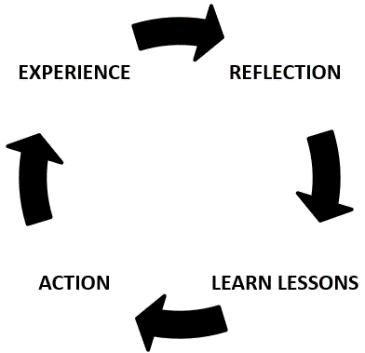 EXPERIENCE
REFLECTION
ACTION
LEARN LESSONS